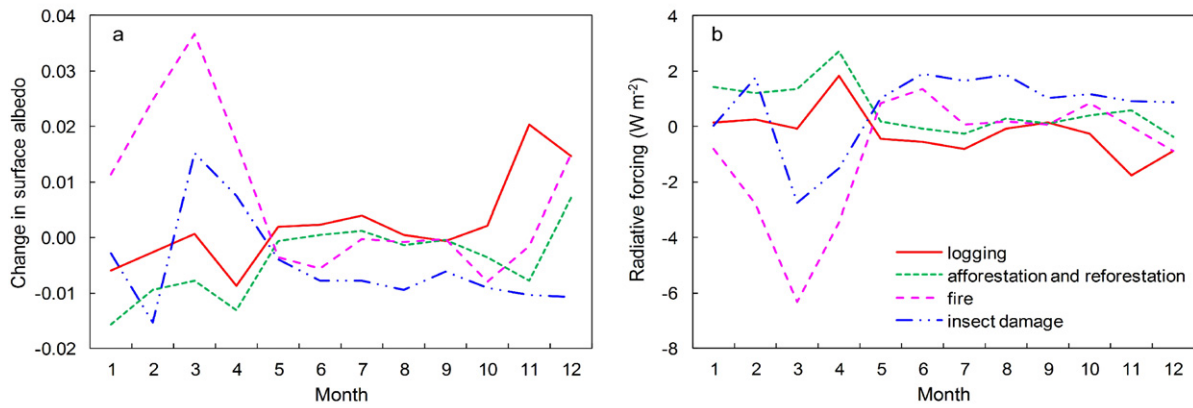 a
0.04
0.03
0.02
0.01
0.00
-0.01
-0.02
Change in surface albedo
1 2 3 4 5 6 7 8 9 10 11 12
Month
b
4
2
0
-2
-4
-6
-8
Radiative forcing (W m⁻²)
logging
afforestation and reforestation
fire
insect damage
1 2 3 4 5 6 7 8 9 10 11 12
Month